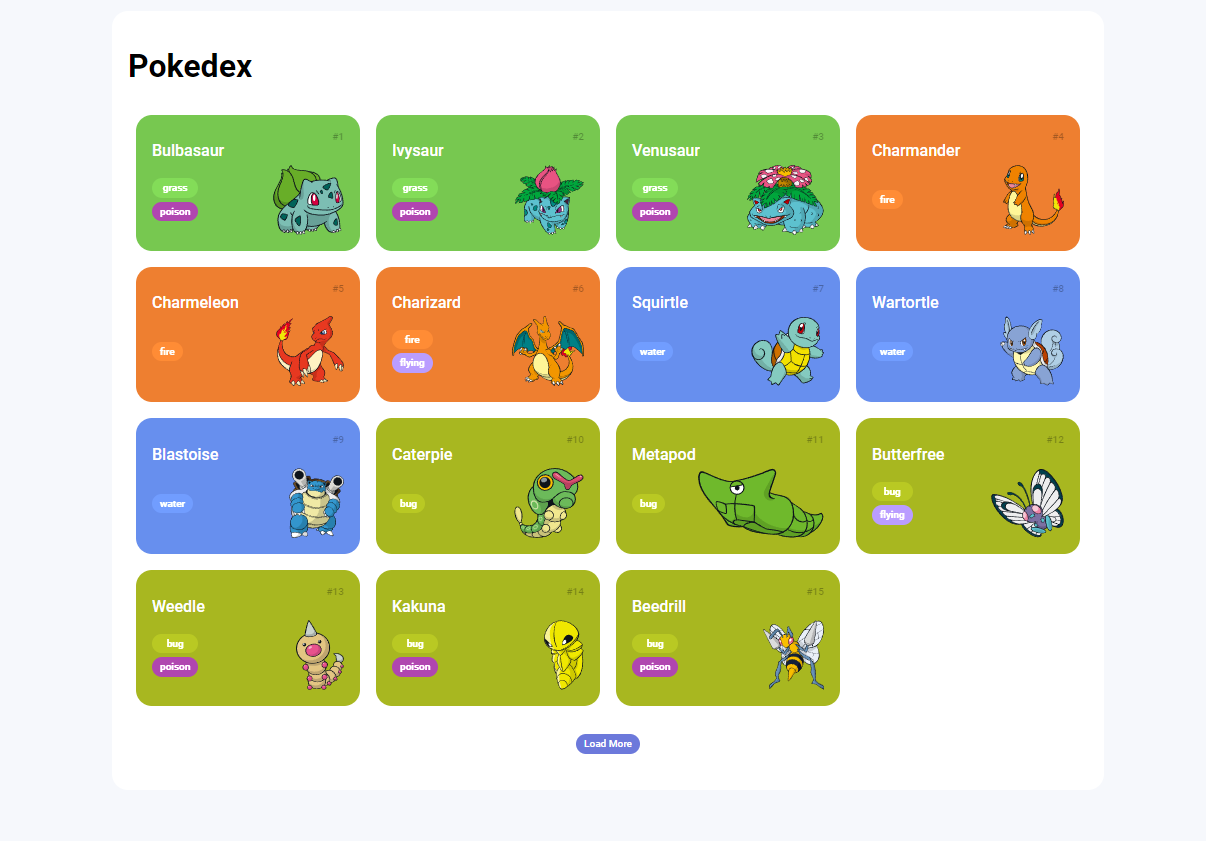 Pokedex
#1
Bulbasaur
grass
poison
#2
Ivysaur
grass
poison
#3
Venusaur
grass
poison
#4
Charmander
fire
#5
Charmeleon
fire
#6
Charizard
fire
flying
#7
Squirtle
water
#8
Wartortle
water
#9
Blastoise
water
#10
Caterpie
bug
#11
Metapod
bug
#12
Butterfree
bug
flying
#13
Weedle
bug
poison
#14
Kakuna
bug
poison
#15
Beedrill
bug
poison
Load More